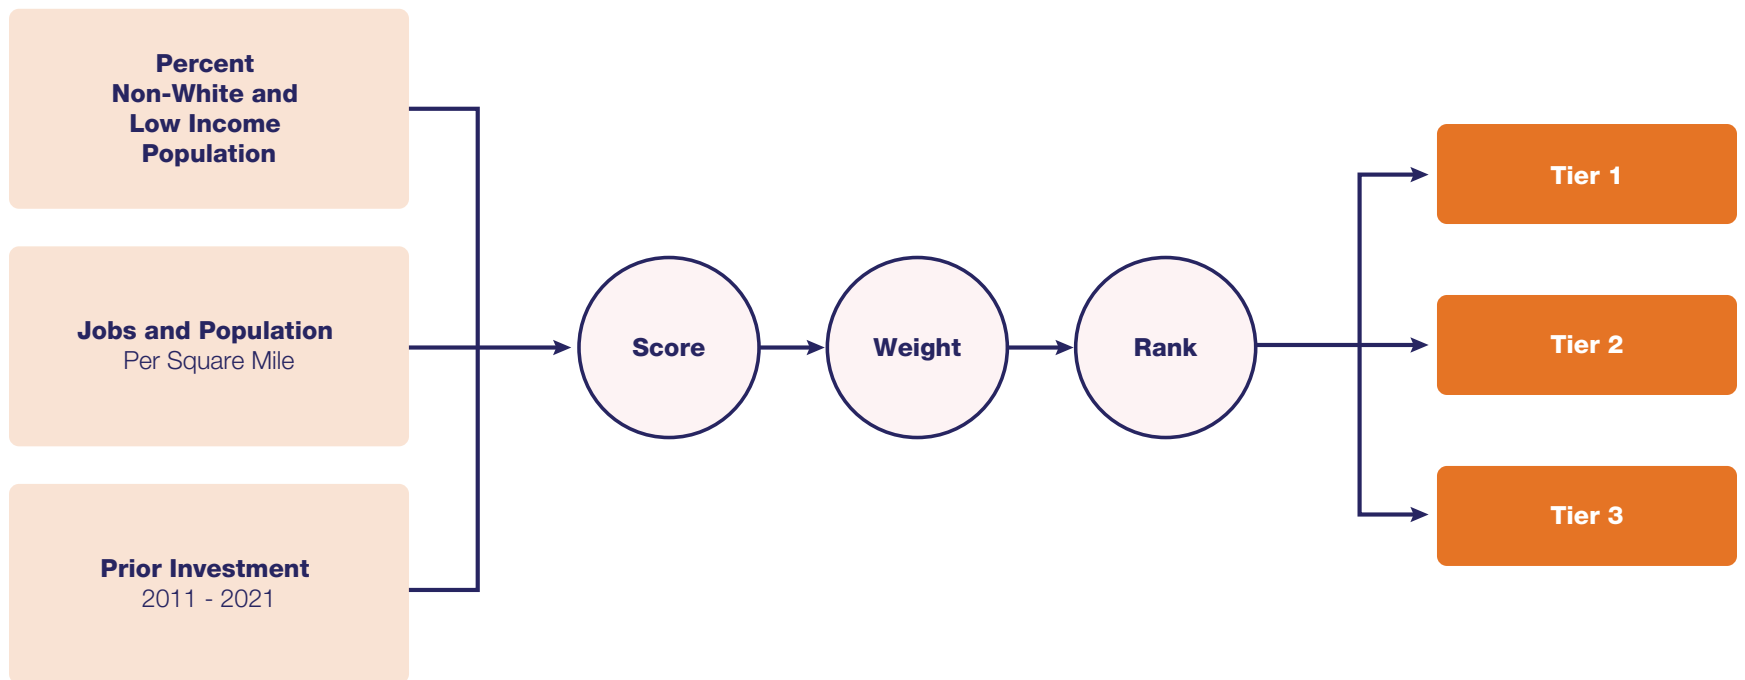 Percent
Non-White and
Low Income
Population
Jobs and Population
Per Square Mile
Prior Investment
2011 - 2021
Score
Weight
Rank
Tier 1
Tier 2
Tier 3